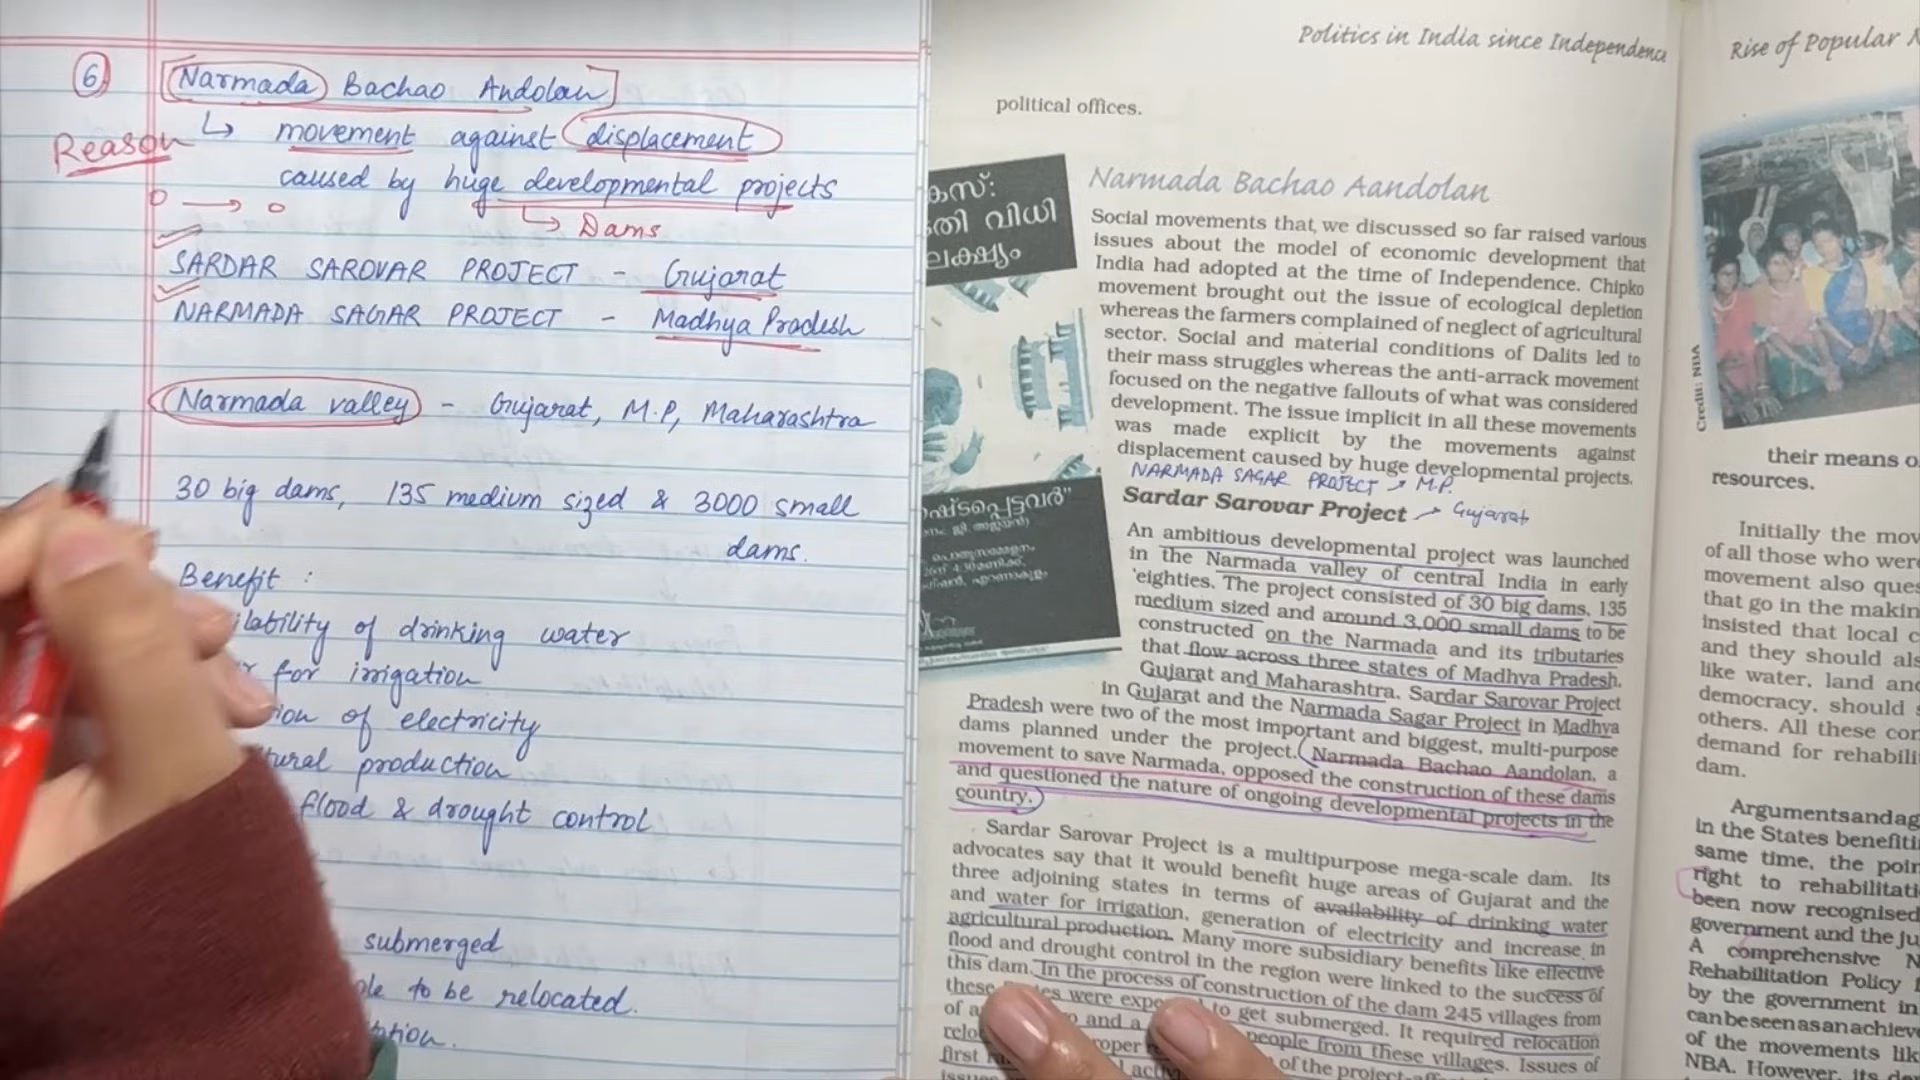 6 Narmada Bachao Andolan
Reason
↳ movement against displacement
caused by huge developmental projects
↳ Dams
SARDAR SAROVAR PROJECT - Gujarat
NARMADA SAGAR PROJECT - Madhya Pradesh
Narmada valley - Gujarat, M.P, Maharashtra
30 big dams, 135 medium sized & 3000 small
dams.
Benefit :
of drinking water
for irrigation
of electricity
production
flood & drought control
submerged
to be relocated.
Politics in India since Independence
political offices.
Narmada Bachao Aandolan
Social movements that, we discussed so far raised various
issues about the model of economic development that
India had adopted at the time of Independence. Chipko
movement brought out the issue of ecological depletion
whereas the farmers complained of neglect of agricultural
sector. Social and material conditions of Dalits led to
their mass struggles whereas the anti-arrack movement
focused on the negative fallouts of what was considered
development. The issue implicit in all these movements
was made explicit by the movements against
displacement caused by huge developmental projects.
NARMADA SAGAR PROJECT → M.P.
Sardar Sarovar Project → Gujarat
An ambitious developmental project was launched
in the Narmada valley of central India in early
'eighties. The project consisted of 30 big dams, 135
medium sized and around 3,000 small dams to be
constructed on the Narmada and its tributaries
that flow across three states of Madhya Pradesh,
Gujarat and Maharashtra. Sardar Sarovar Project
in Gujarat and the Narmada Sagar Project in Madhya
Pradesh were two of the most important and biggest, multi-purpose
dams planned under the project. Narmada Bachao Aandolan, a
movement to save Narmada, opposed the construction of these dams
and questioned the nature of ongoing developmental projects in the
country.
Sardar Sarovar Project is a multipurpose mega-scale dam. Its
advocates say that it would benefit huge areas of Gujarat and the
three adjoining states in terms of availability of drinking water
and water for irrigation, generation of electricity and increase in
agricultural production. Many more subsidiary benefits like effective
flood and drought control in the region were linked to the success of
this dam. In the process of construction of the dam 245 villages from
these were to get submerged. It required relocation
of and a people from these villages. Issues of
first of the
തി വിധി
ലക്ഷ്യം
Rise of Popular
Credit: NBA
their means
resources.
Initially the
of all those who were
movement also
that go in the
insisted that local
and they should
like water, land
democracy, should
others. All these
demand for
dam.
Arguments
in the States
same time, the
right to
been now recognised
government and the
A comprehensive
Rehabilitation Policy
by the government in
can be seen as an
of the movements
NBA. However, its